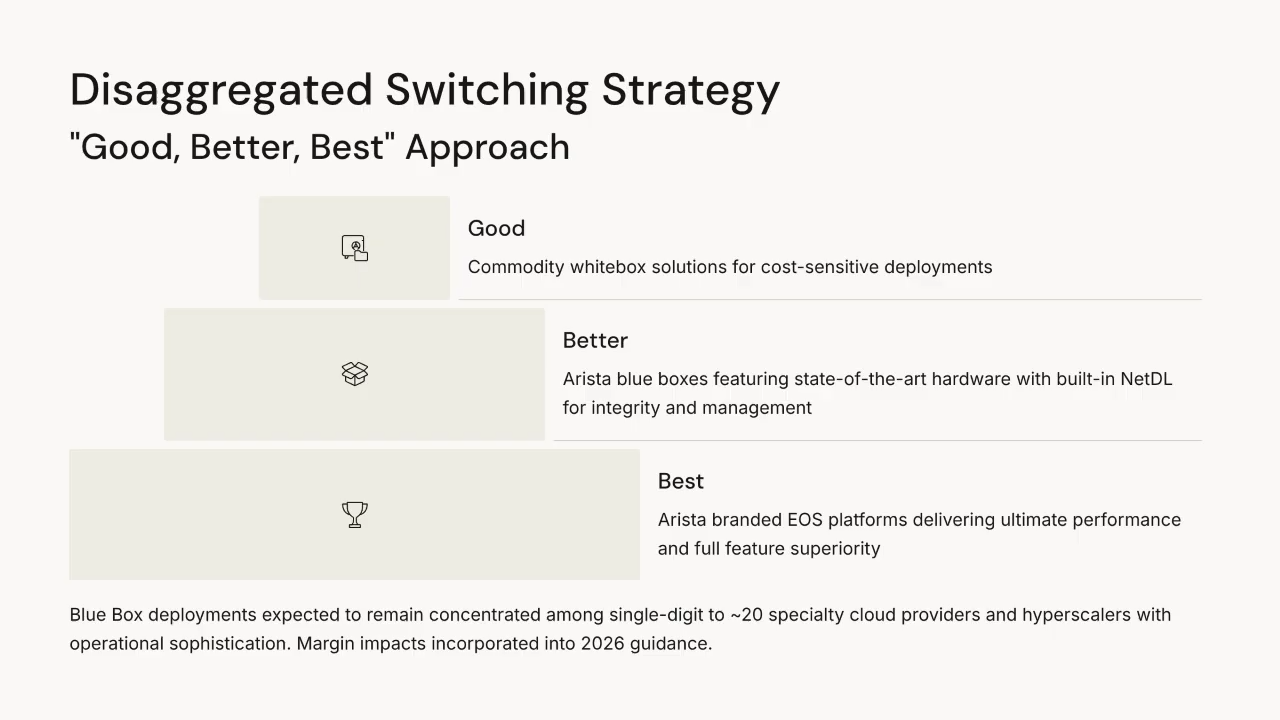 Disaggregated Switching Strategy
"Good, Better, Best" Approach
Good
Commodity whitebox solutions for cost-sensitive deployments
Better
Arista blue boxes featuring state-of-the-art hardware with built-in NetDL
for integrity and management
Best
Arista branded EOS platforms delivering ultimate performance
and full feature superiority
Blue Box deployments expected to remain concentrated among single-digit to ~20 specialty cloud providers and hyperscalers with
operational sophistication. Margin impacts incorporated into 2026 guidance.